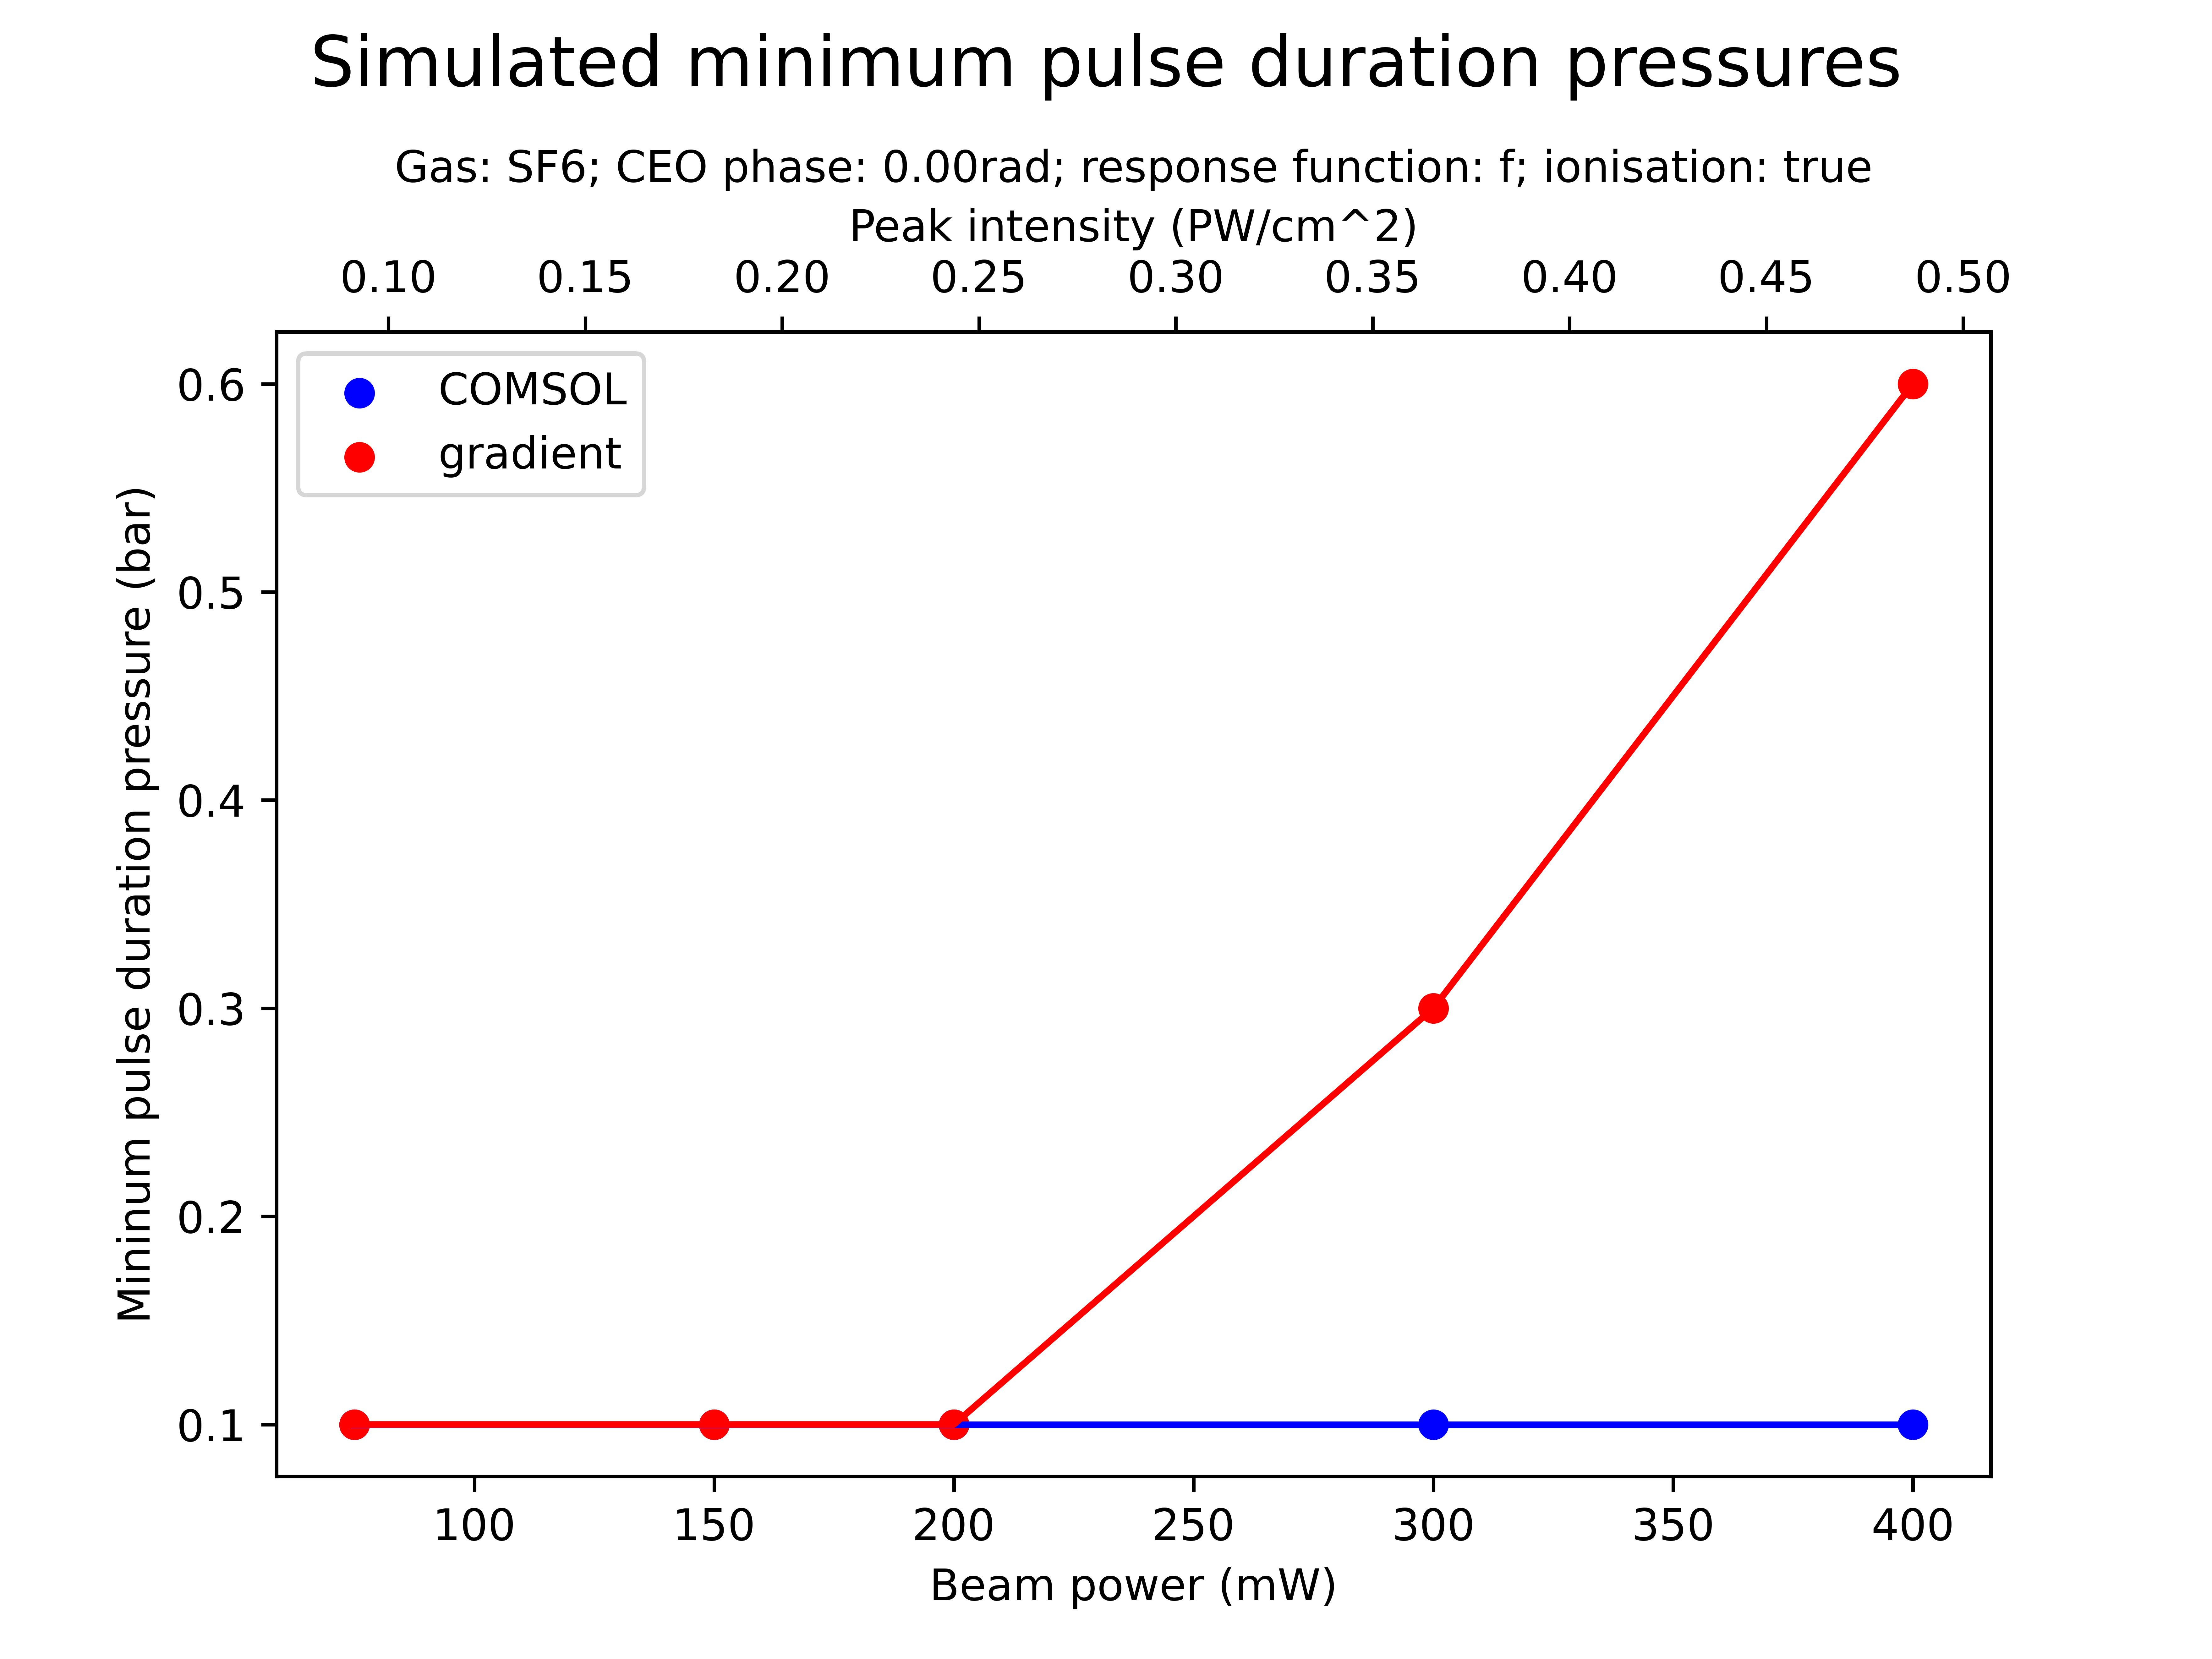 Simulated minimum pulse duration pressures
Gas: SF6; CEO phase: 0.00rad; response function: f; ionisation: true
Peak intensity (PW/cm^2)
0.10 0.15 0.20 0.25 0.30 0.35 0.40 0.45 0.50
COMSOL
gradient
Mininum pulse duration pressure (bar)
0.6
0.5
0.4
0.3
0.2
0.1
100 150 200 250 300 350 400
Beam power (mW)